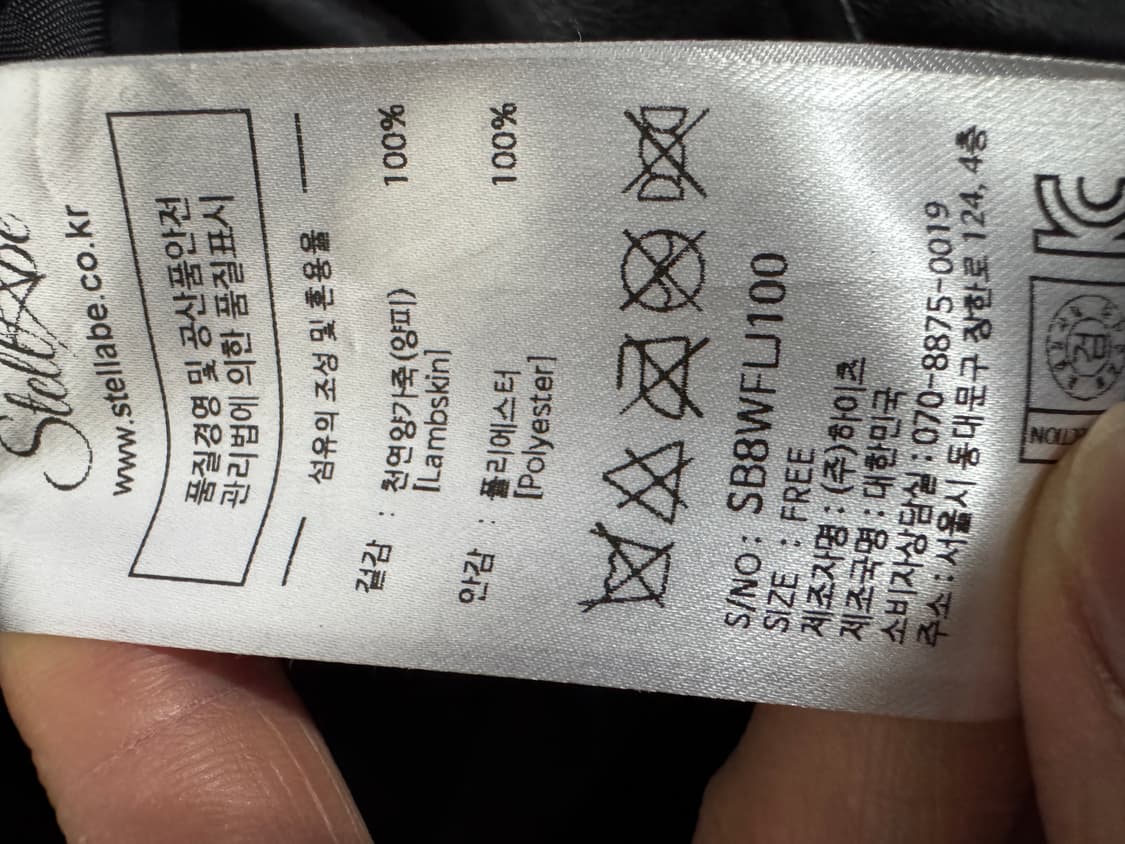 Stellabe
www.stellabe.co.kr
품질경영 및 공산품안전
관리법에 의한 품질표시
섬유의 조성 및 혼용율
겉감 : 천연양가죽(양피) 100%
[Lambskin]
안감 : 폴리에스터 100%
[Polyester]
S/NO : SB8WFLJ100
SIZE : FREE
제조자명 : (주)하이츠
제조국명 : 대한민국
소비자상담실 : 070-8875-0019
주소 : 서울시 동대문구 장한로 124, 4층
KC